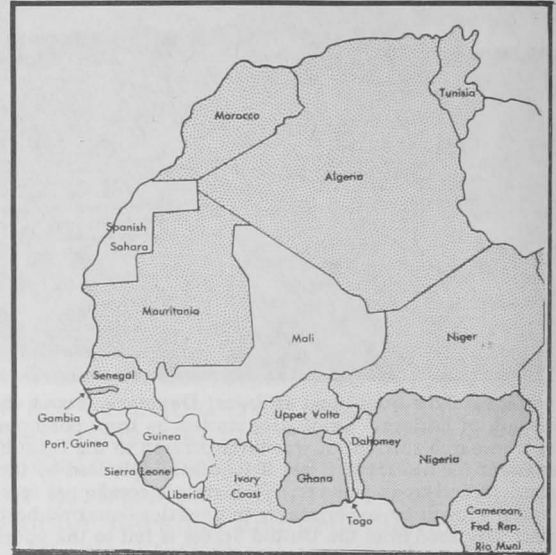 Tunisia
Morocco
Algeria
Spanish
Sahara
Mauritania
Mali
Niger
Senegal
Gambia
Port. Guinea
Guinea
Upper Volta
Dahomey
Nigeria
Sierra Leone
Liberia
Ivory
Coast
Ghana
Togo
Cameroan,
Fed. Rep.
Rio Muni